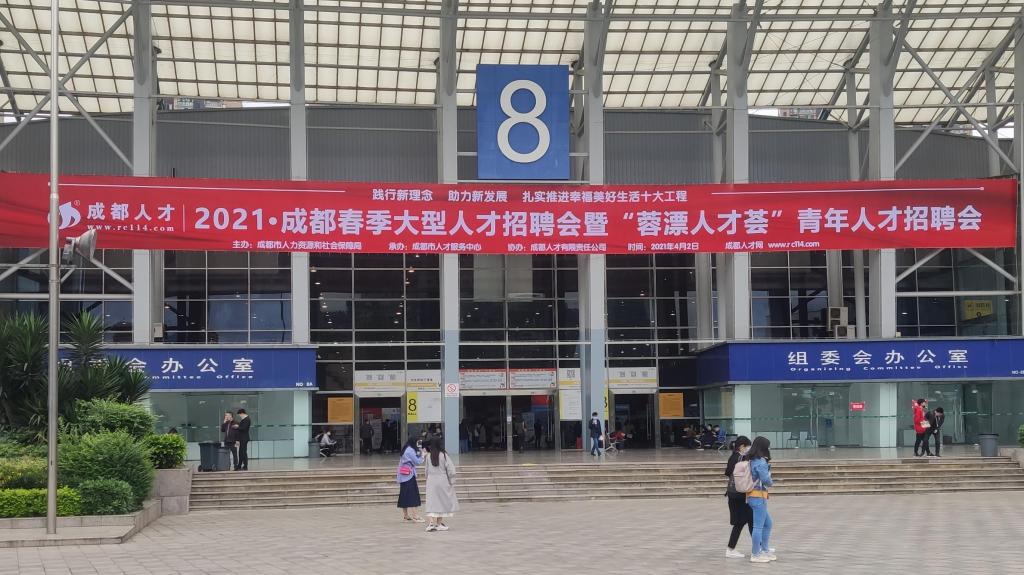 8
践行新理念 助力新发展 扎实推进幸福美好生活十大工程
成都人才®
www.rc114.com
2021·成都春季大型人才招聘会暨“蓉漂人才荟”青年人才招聘会
主办：成都市人力资源和社会保障局 承办：成都市人才服务中心 协办：成都人才有限责任公司 时间：2021年4月2日 成都人才网 www.rc114.com
8
组委会办公室
Organizing Committee Office
委会办公室
Committee Office
NO 8A
8
HALL